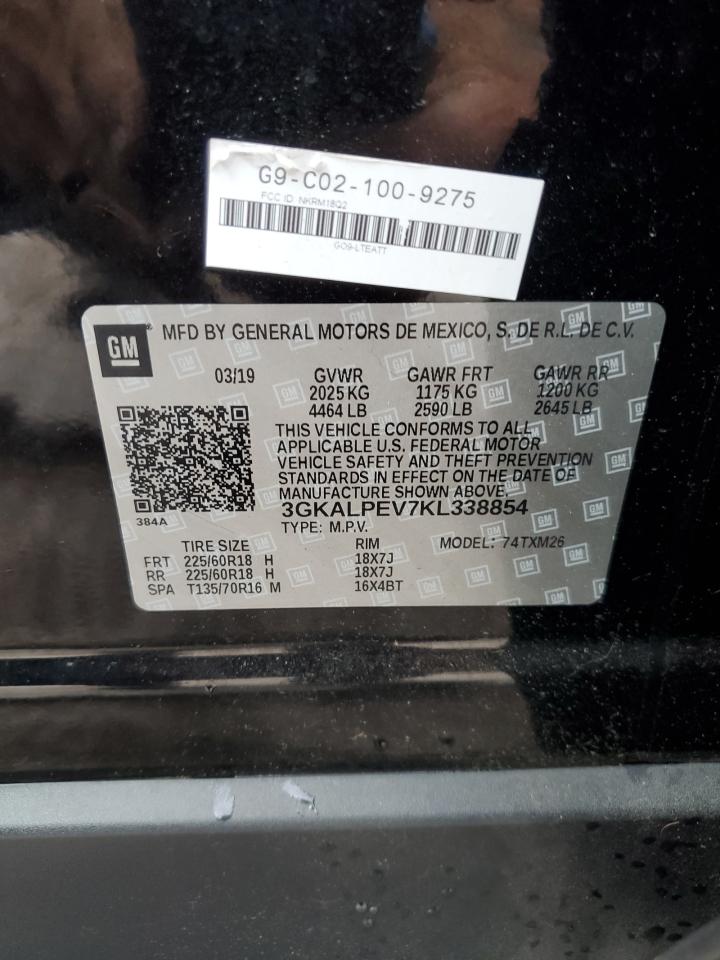 G9-C02-100-9275
FCC ID: NKRM18Q2
GO9-LTEATT
GM
MFD BY GENERAL MOTORS DE MEXICO, S. DE R.L. DE C.V.
03/19 GVWR GAWR FRT GAWR RR
2025 KG 1175 KG 1200 KG
4464 LB 2590 LB 2645 LB
THIS VEHICLE CONFORMS TO ALL
APPLICABLE U.S. FEDERAL MOTOR
VEHICLE SAFETY AND THEFT PREVENTION
STANDARDS IN EFFECT ON THE DATE OF
MANUFACTURE SHOWN ABOVE.
3GKALPEV7KL338854
384A
TYPE: M.P.V.
TIRE SIZE RIM MODEL: 74TXM26
FRT 225/60R18 H 18X7J
RR 225/60R18 H 18X7J
SPA T135/70R16 M 16X4BT